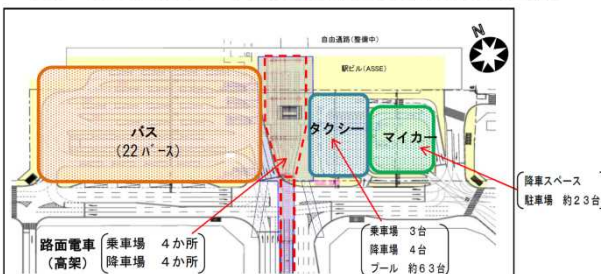 自由通路(整備中)
N
駅ビル(ASSE)
バス
(22バース)
タクシー
マイカー
降車スペース
駐車場 約23台
路面電車
(高架)
乗車場 4か所
降車場 4か所
乗車場 3台
降車場 4台
プール 約63台